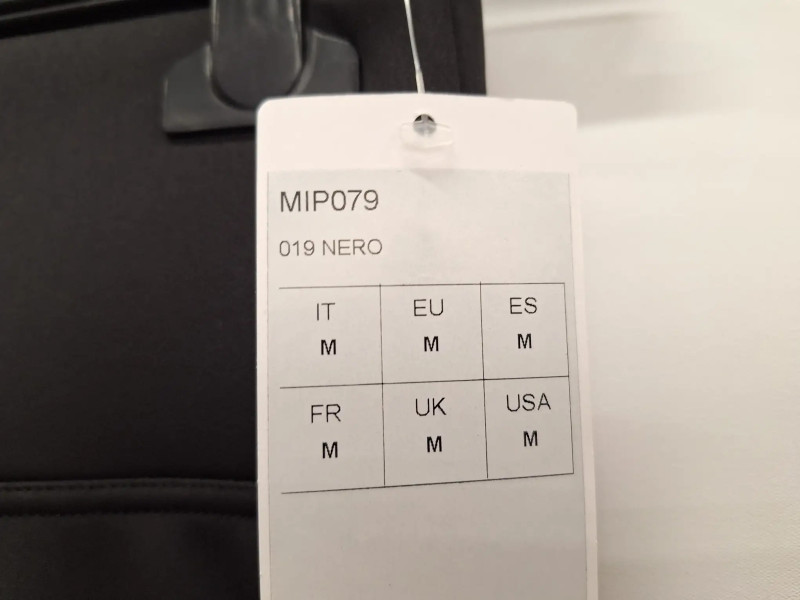 MIP079
019 NERO
IT EU ES
M M M
FR UK USA
M M M